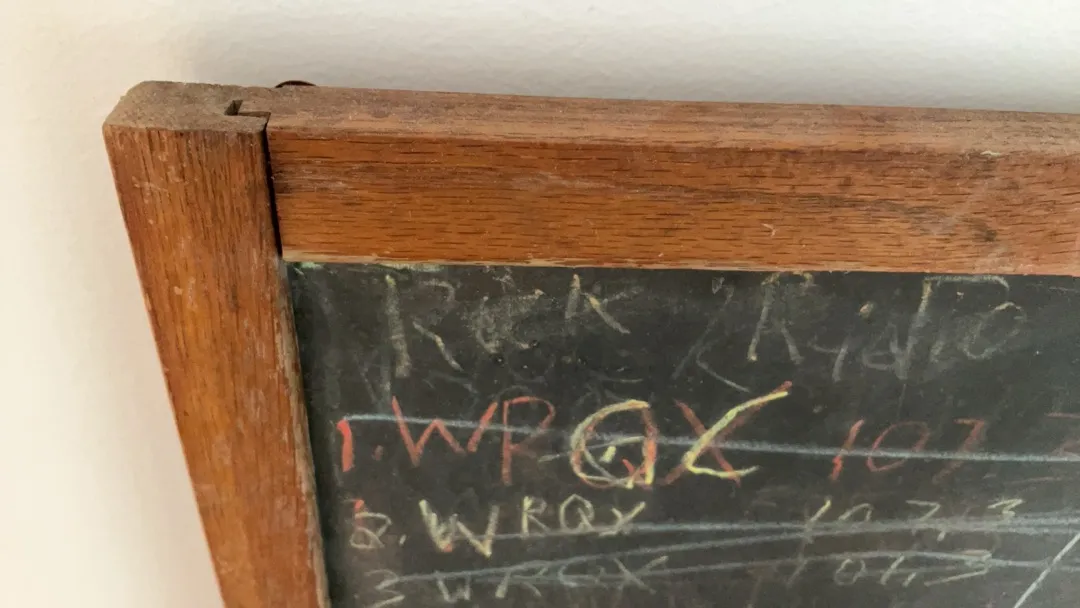 Rock Radio
1. WRQX 107
2. WRQX 107.3
3 WRQX 107.3